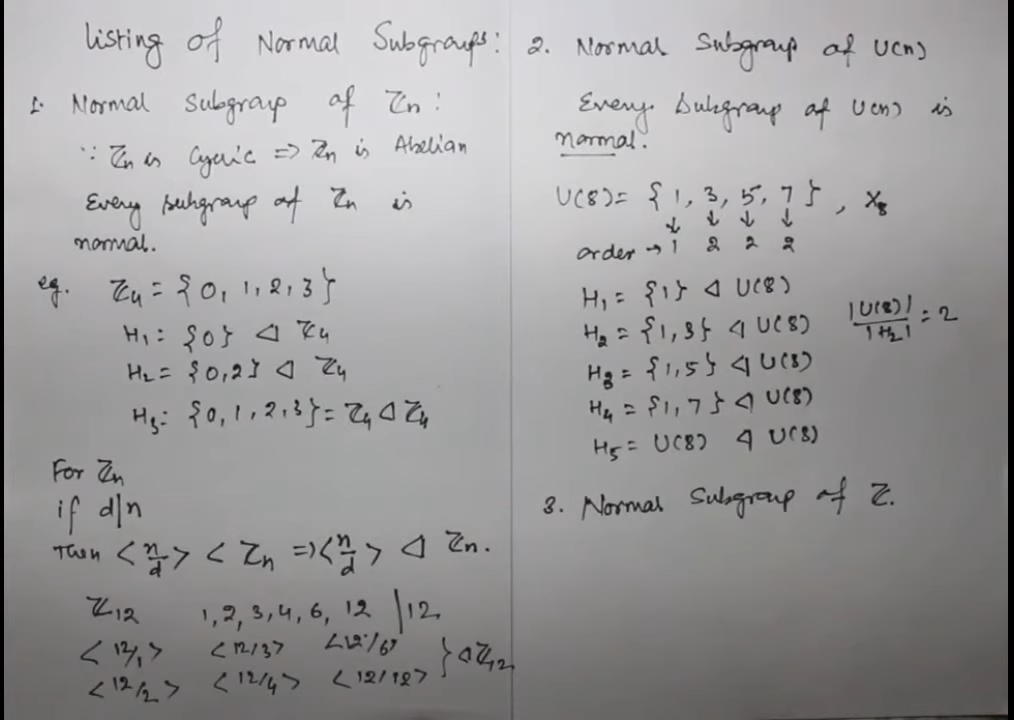 Listing of Normal Subgroups:
1. Normal Subgroup of Zn:
∵ Zn is Cyclic => Zn is Abelian
Every subgroup of Zn is
normal.
eg. Z4 = {0, 1, 2, 3}
H1 = {0} ◁ Z4
H2 = {0,2} ◁ Z4
H3 = {0, 1, 2, 3} = Z4 ◁ Z4
For Zn
if d|n
Then <n/d> < Zn => <n/d> ◁ Zn.
Z12 1, 2, 3, 4, 6, 12 | 12
<12/1> <12/3> <12/6>
<12/2> <12/4> <12/12> } ◁ Z12
2. Normal Subgroup of U(n)
Every Subgroup of U(n) is
normal.
U(8) = {1, 3, 5, 7}, X8
↓ ↓ ↓ ↓
order → 1 2 2 2
H1 = {1} ◁ U(8)
H2 = {1, 3} ◁ U(8) |U(8)|/|H2| = 2
H3 = {1, 5} ◁ U(8)
H4 = {1, 7} ◁ U(8)
H5 = U(8) ◁ U(8)
3. Normal Subgroup of Z.